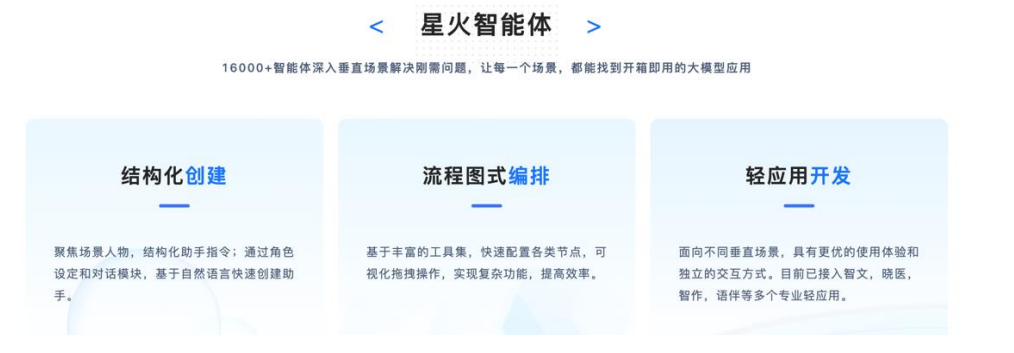 < 星火智能体 >
16000+智能体深入垂直场景解决刚需问题，让每一个场景，都能找到开箱即用的大模型应用
结构化创建
聚焦场景人物，结构化助手指令；通过角色
设定和对话模块，基于自然语言快速创建助
手。
流程图式编排
基于丰富的工具集，快速配置各类节点，可
视化拖拽操作，实现复杂功能，提高效率。
轻应用开发
面向不同垂直场景，具有更优的使用体验和
独立的交互方式。目前已接入智文，晓医，
智作，语伴等多个专业轻应用。